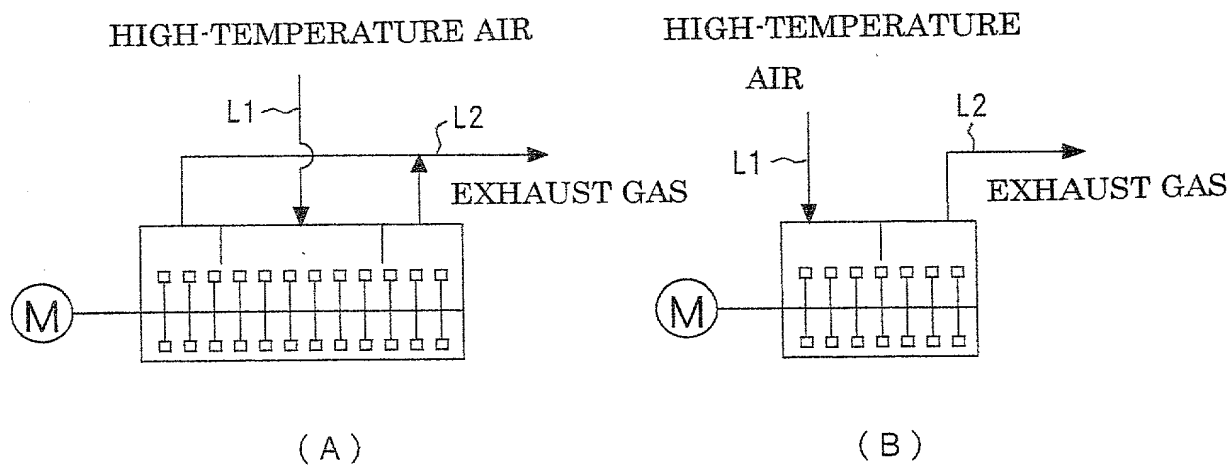 HIGH-TEMPERATURE AIR
L1
L2
EXHAUST GAS
M
(A)
HIGH-TEMPERATURE
AIR
L1
L2
EXHAUST GAS
M
(B)